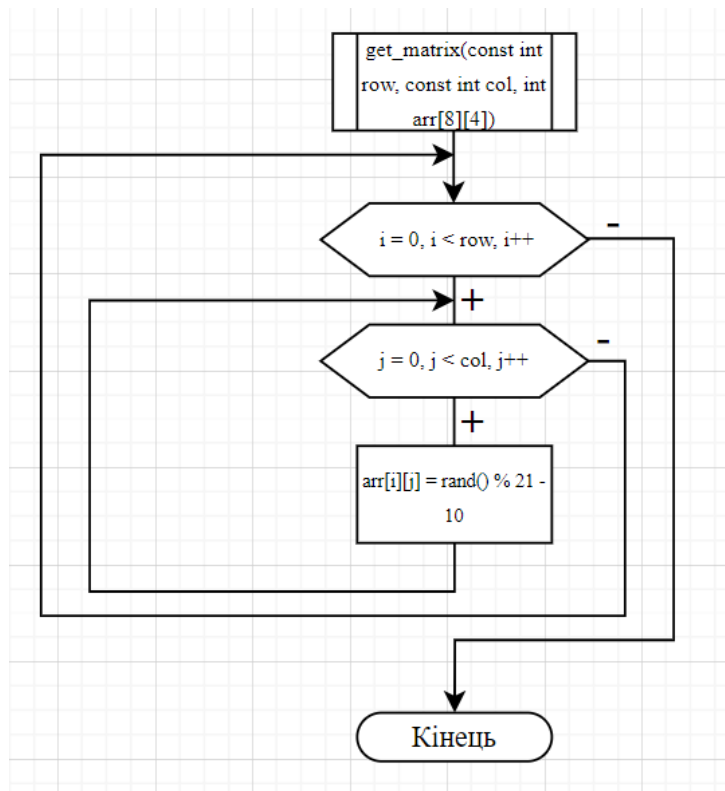 get_matrix(const int
row, const int col, int
arr[8][4])
i = 0, i < row, i++
-
+
j = 0, j < col, j++
-
+
arr[i][j] = rand() % 21 -
10
Кінець